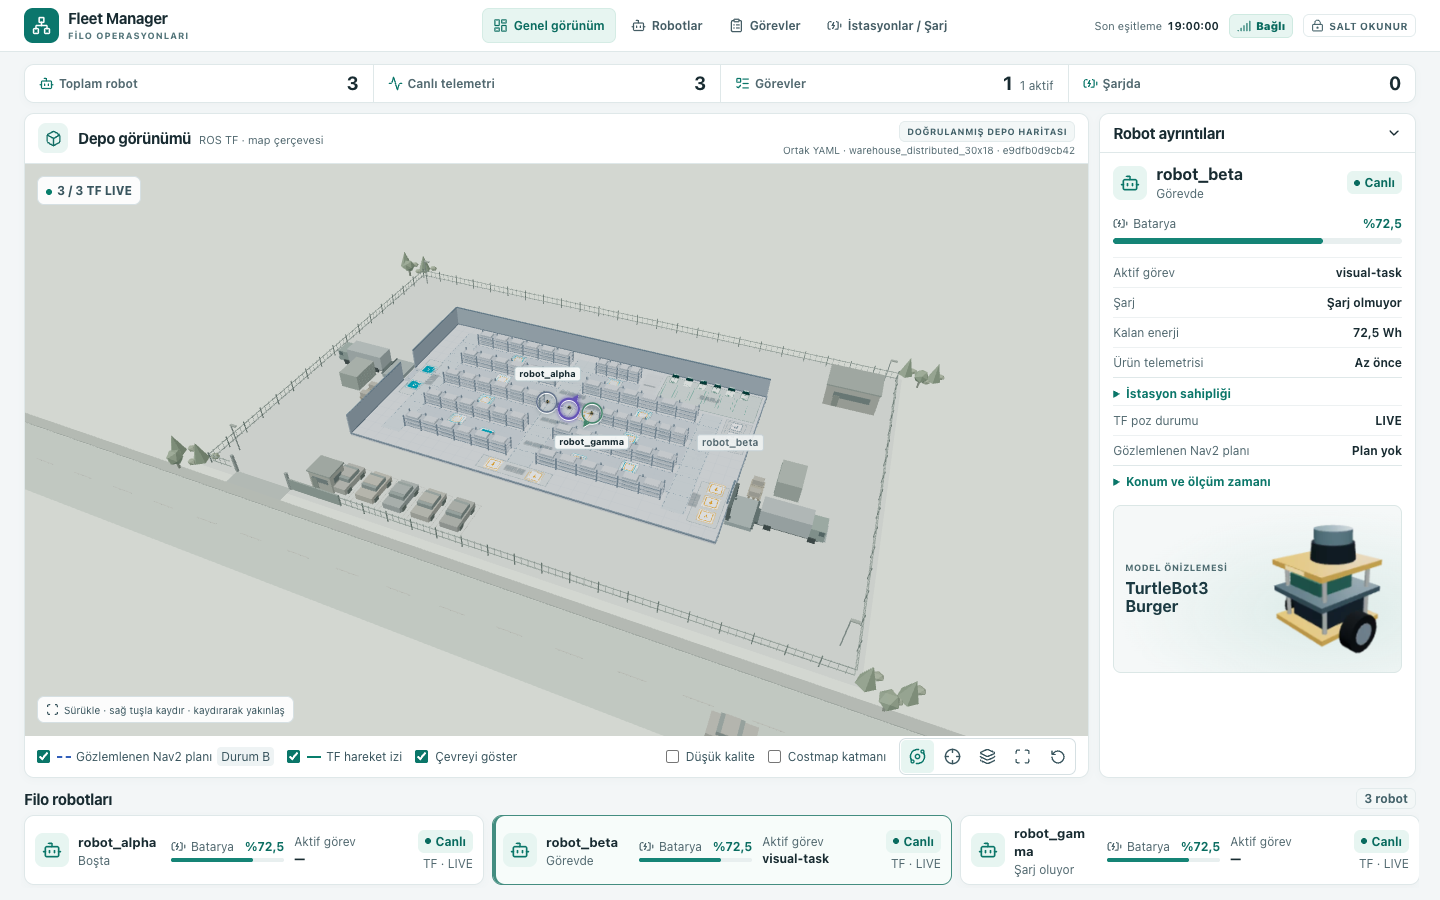 Fleet Manager
FİLO OPERASYONLARI
Genel görünüm
Robotlar
Görevler
İstasyonlar / Şarj
Son eşitleme 19:00:00
Bağlı
SALT OKUNUR
Toplam robot 3
Canlı telemetri 3
Görevler 1 1 aktif
Şarjda 0
Depo görünümü ROS TF · map çerçevesi
DOĞRULANMIŞ DEPO HARİTASI
Ortak YAML · warehouse_distributed_30x18 · e9dfb0d9cb42
3 / 3 TF LIVE
robot_alpha
robot_gamma
robot_beta
Sürükle · sağ tuşla kaydır · kaydırarak yakınlaş
Gözlemlenen Nav2 planı Durum B
TF hareket izi
Çevreyi göster
Düşük kalite
Costmap katmanı
Robot ayrıntıları
robot_beta
Görevde
Canlı
Batarya %72,5
Aktif görev visual-task
Şarj Şarj olmuyor
Kalan enerji 72,5 Wh
Ürün telemetrisi Az önce
İstasyon sahipliği
TF poz durumu LIVE
Gözlemlenen Nav2 planı Plan yok
Konum ve ölçüm zamanı
MODEL ÖNİZLEMESİ
TurtleBot3
Burger
Filo robotları
3 robot
robot_alpha
Boşta
Batarya %72,5
Aktif görev
—
Canlı
TF · LIVE
robot_beta
Görevde
Batarya %72,5
Aktif görev
visual-task
Canlı
TF · LIVE
robot_gam
ma
Şarj oluyor
Batarya %72,5
Aktif görev
—
Canlı
TF · LIVE